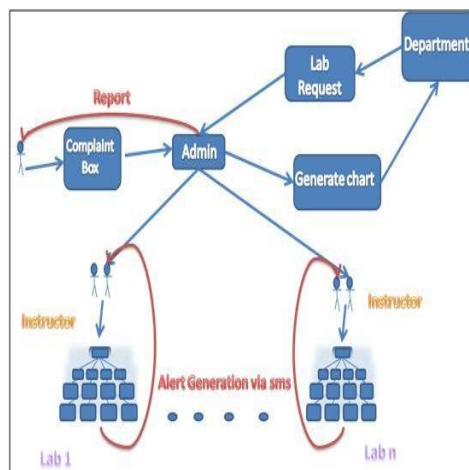 Department
Lab
Request
Report
Complaint
Box
Admin
Generate chart
Instructor
Instructor
Alert Generation via sms
Lab 1
Lab n